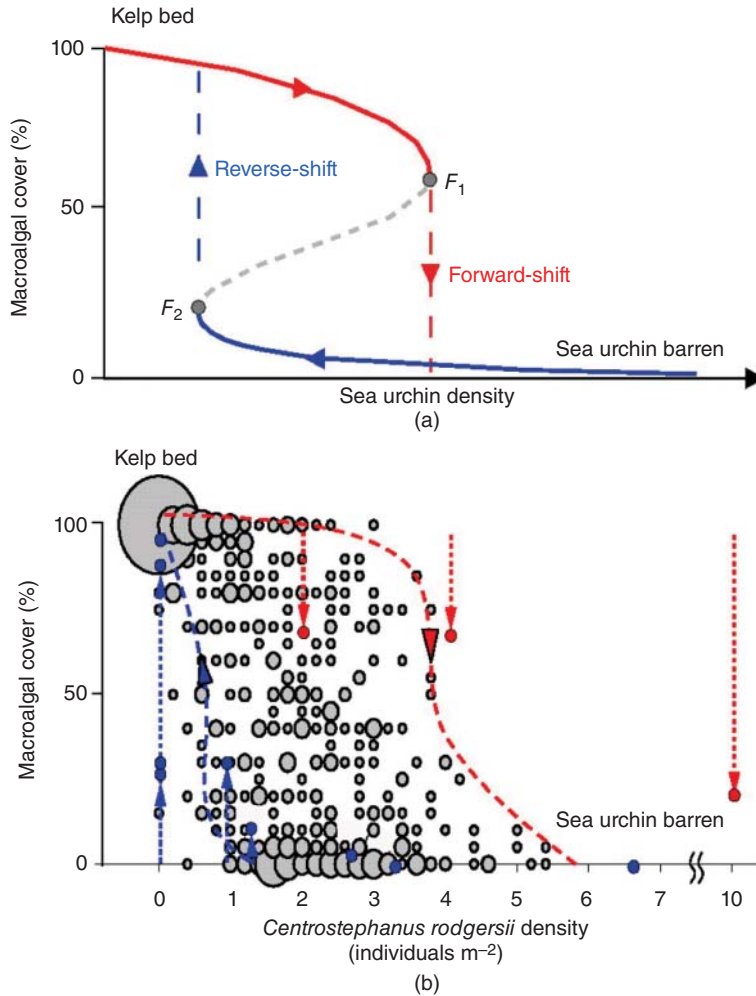 Kelp bed
100
50
0
Macroalgal cover (%)
Reverse-shift
F1
Forward-shift
F2
Sea urchin barren
Sea urchin density
(a)
Kelp bed
100
50
0
Macroalgal cover (%)
Sea urchin barren
0 1 2 3 4 5 6 7 10
Centrostephanus rodgersii density
(individuals m–2)
(b)